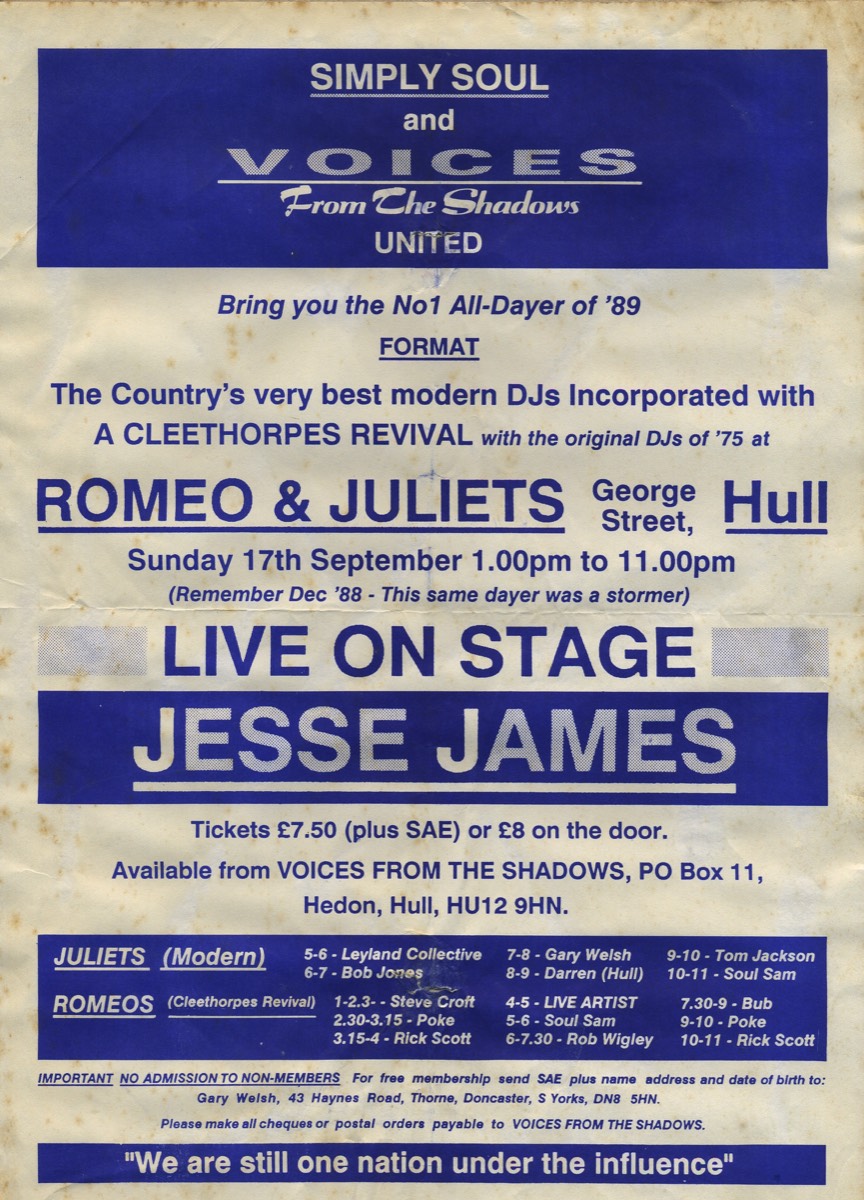 SIMPLY SOUL
and
VOICES
From The Shadows
UNITED
Bring you the No1 All-Dayer of '89
FORMAT
The Country's very best modern DJs Incorporated with
A CLEETHORPES REVIVAL with the original DJs of '75 at
ROMEO & JULIETS George Street, Hull
Sunday 17th September 1.00pm to 11.00pm
(Remember Dec '88 - This same dayer was a stormer)
LIVE ON STAGE
JESSE JAMES
Tickets £7.50 (plus SAE) or £8 on the door.
Available from VOICES FROM THE SHADOWS, PO Box 11,
Hedon, Hull, HU12 9HN.
JULIETS (Modern) 5-6 - Leyland Collective 7-8 - Gary Welsh 9-10 - Tom Jackson
6-7 - Bob Jones 8-9 - Darren (Hull) 10-11 - Soul Sam
ROMEOS (Cleethorpes Revival) 1-2.3- - Steve Croft 4-5 - LIVE ARTIST 7.30-9 - Bub
2.30-3.15 - Poke 5-6 - Soul Sam 9-10 - Poke
3.15-4 - Rick Scott 6-7.30 - Rob Wigley 10-11 - Rick Scott
IMPORTANT NO ADMISSION TO NON-MEMBERS For free membership send SAE plus name address and date of birth to:
Gary Welsh, 43 Haynes Road, Thorne, Doncaster, S Yorks, DN8 5HN.
Please make all cheques or postal orders payable to VOICES FROM THE SHADOWS.
"We are still one nation under the influence"